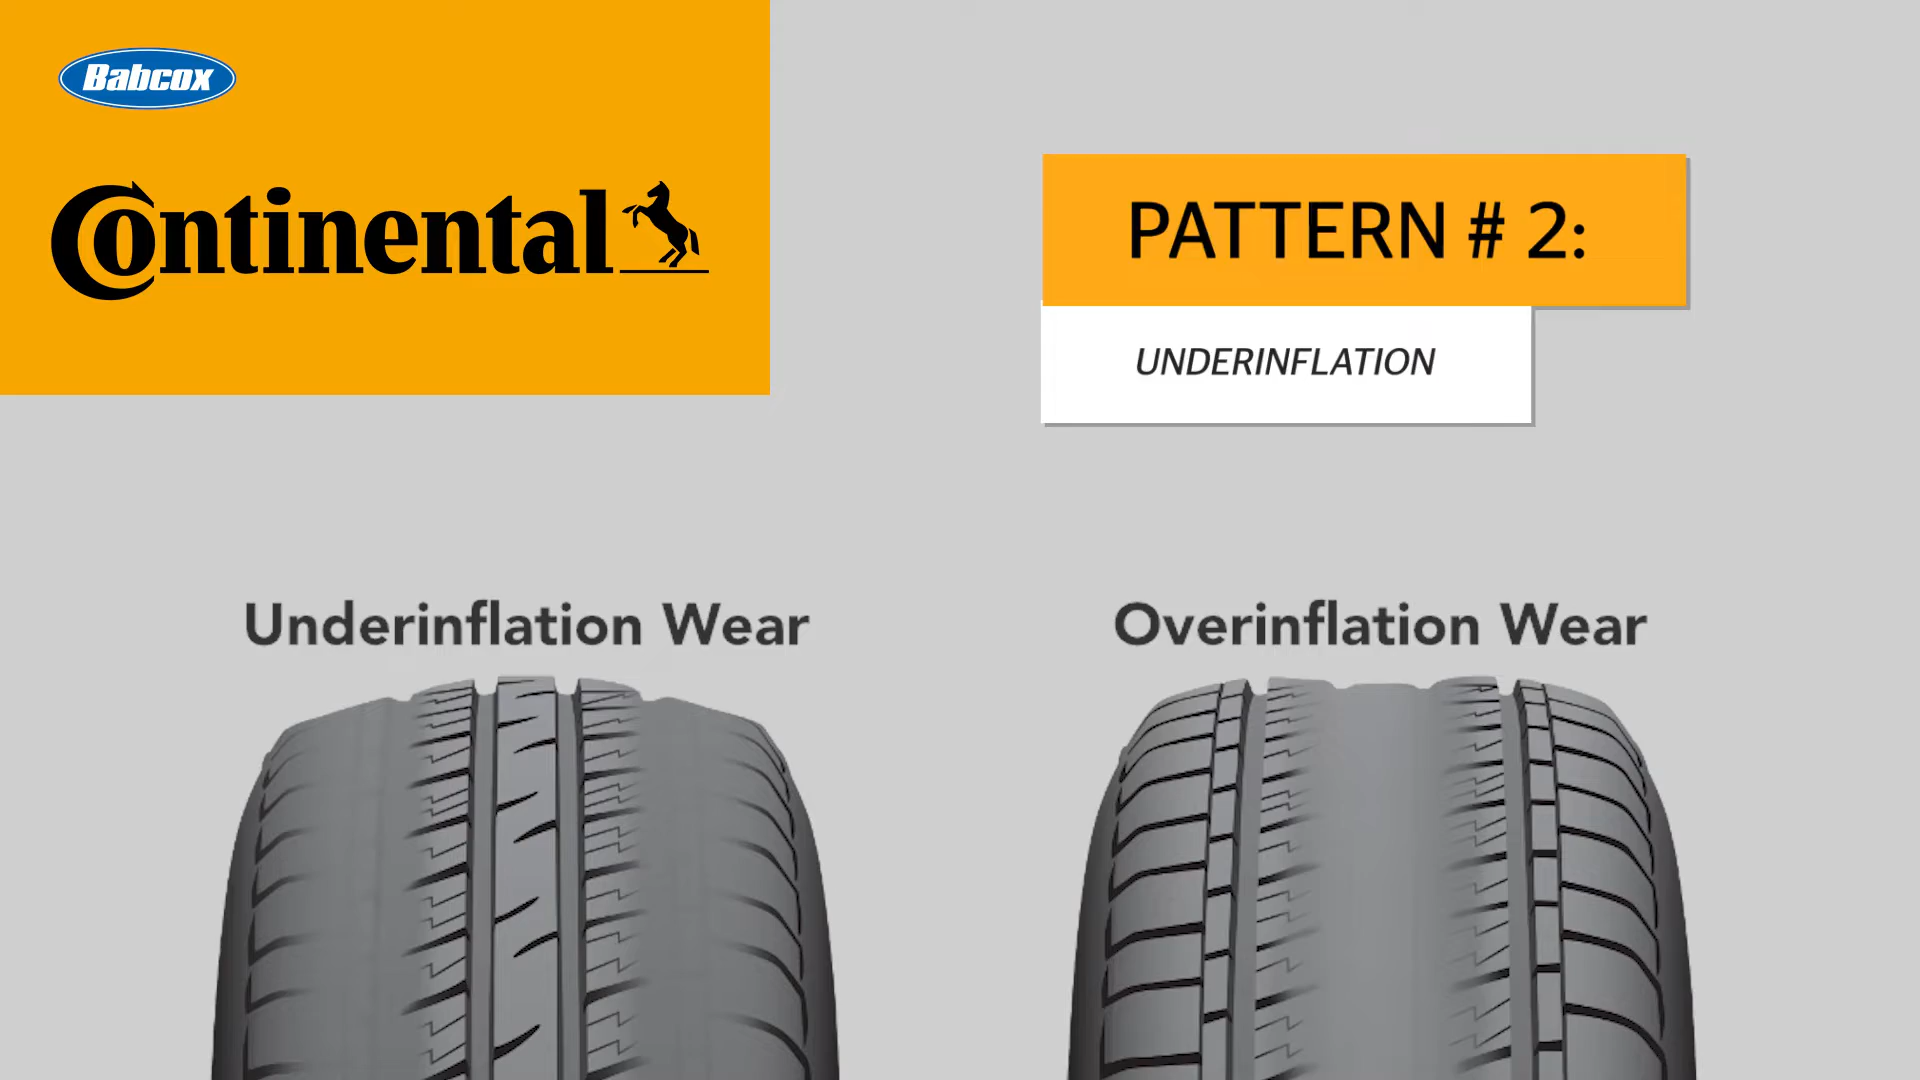 Babcox
Continental
PATTERN # 2:
UNDERINFLATION
Underinflation Wear
Overinflation Wear